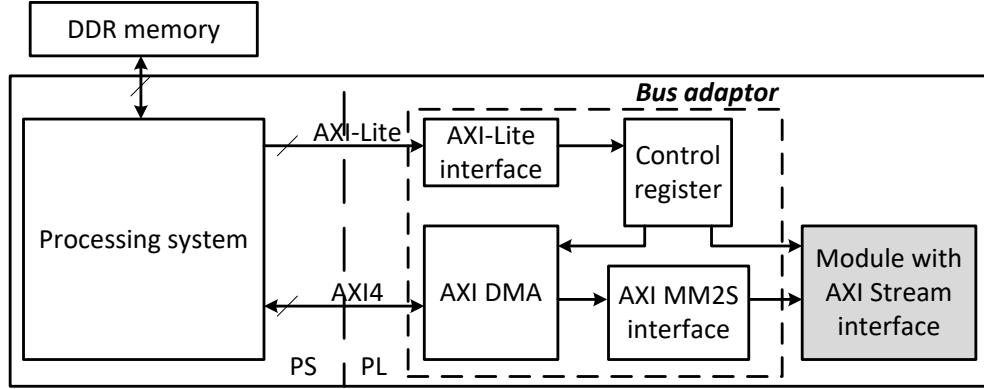 DDR memory
Bus adaptor
AXI-Lite
AXI-Lite
interface
Control
register
Processing system
AXI4
AXI DMA
AXI MM2S
interface
Module with
AXI Stream
interface
PS
PL